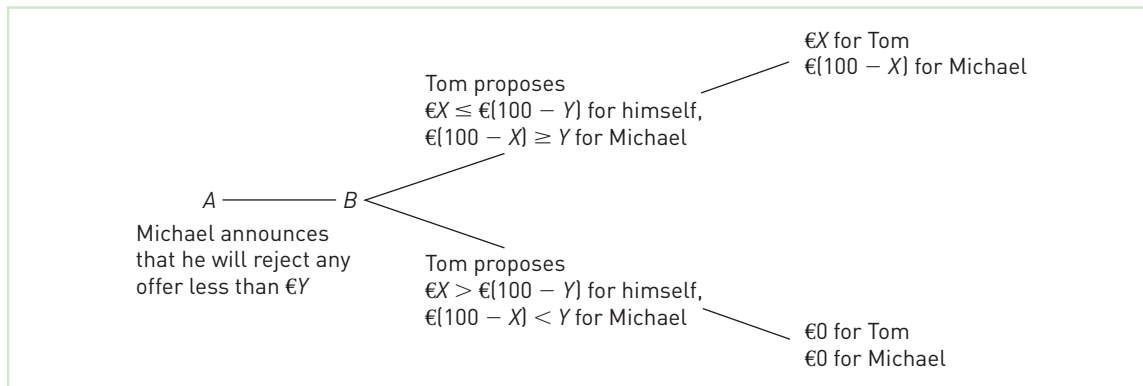 €X for Tom
€(100 − X) for Michael
Tom proposes
€X ≤ €(100 − Y) for himself,
€(100 − X) ≥ Y for Michael
A
B
Michael announces
that he will reject any
offer less than €Y
Tom proposes
€X > €(100 − Y) for himself,
€(100 − X) < Y for Michael
€0 for Tom
€0 for Michael